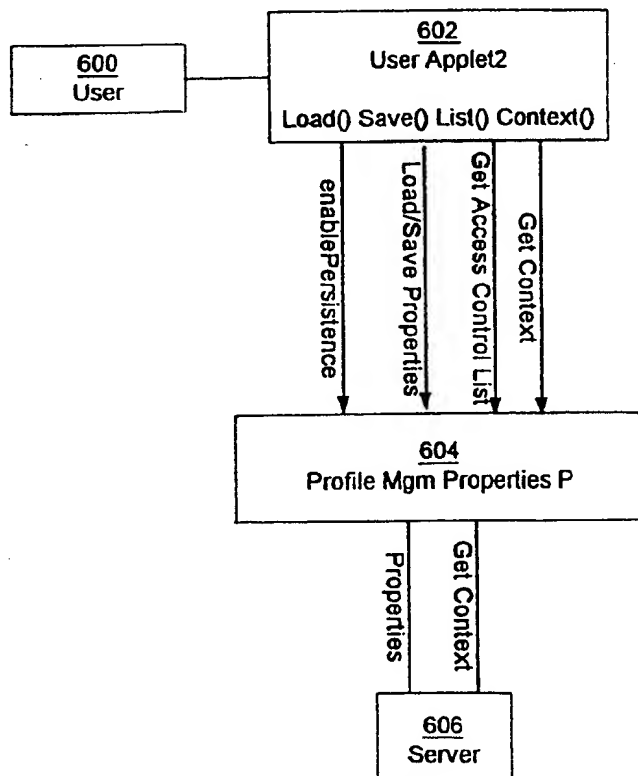 600
User
602
User Applet2
Load() Save() List() Context()
enablePersistence
Load/Save Properties
Get Access Control List
Get Context
604
Profile Mgm Properties P
Properties
Get Context
606
Server